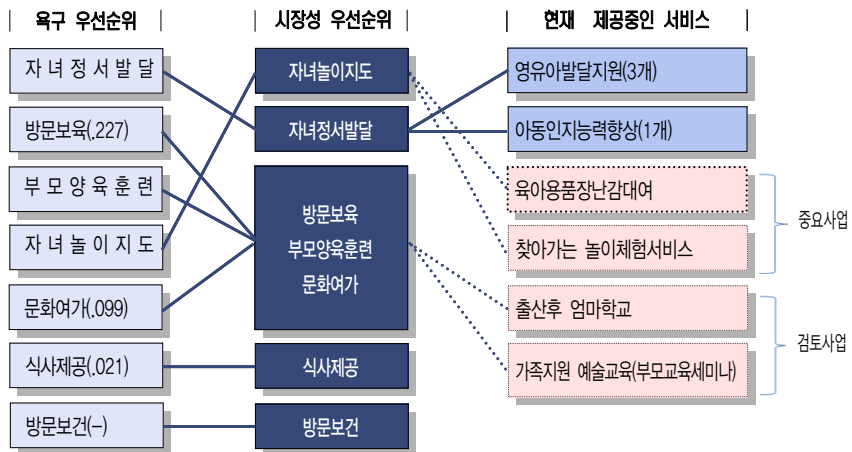 욕구 우선순위
시장성 우선순위
현재 제공중인 서비스
자녀정서발달
방문보육(.227)
부모양육훈련
자녀놀이지도
문화여가(.099)
식사제공(.021)
방문보건(-)
자녀놀이지도
자녀정서발달
방문보육
부모양육훈련
문화여가
식사제공
방문보건
영유아발달지원(3개)
아동인지능력향상(1개)
육아용품장난감대여
찾아가는 놀이체험서비스
출산후 엄마학교
가족지원 예술교육(부모교육세미나)
중요사업
검토사업